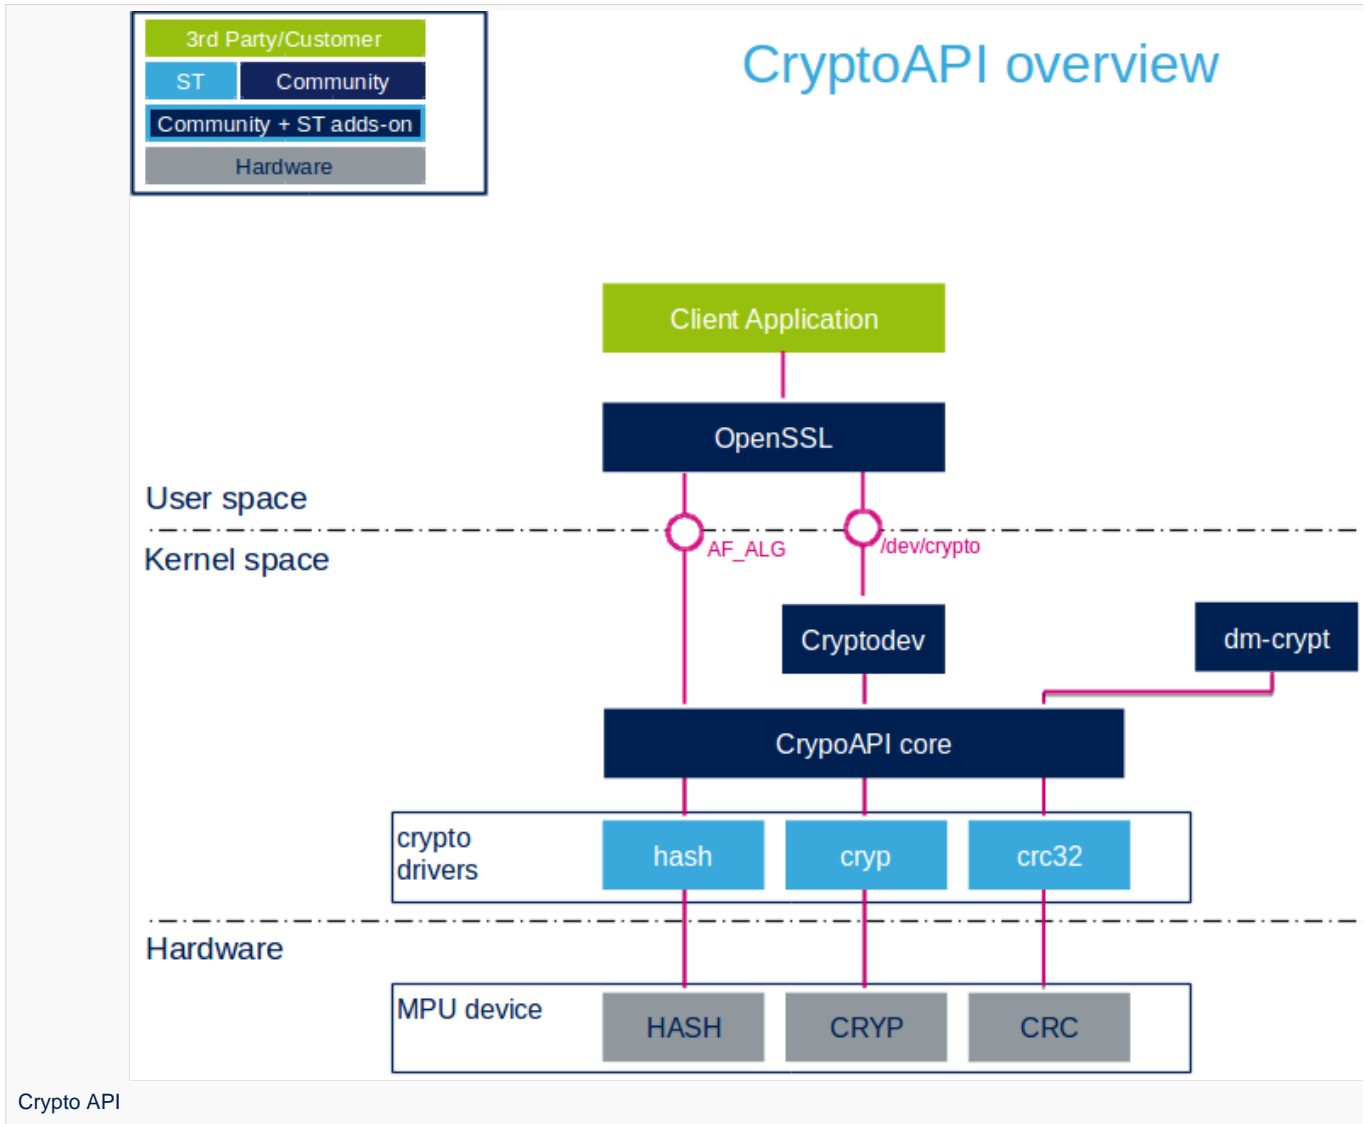 3rd Party/Customer
ST
Community
Community + ST adds-on
Hardware
CryptoAPI overview
Client Application
OpenSSL
User space
Kernel space
AF_ALG
/dev/crypto
Cryptodev
dm-crypt
CrypoAPI core
crypto
drivers
hash
cryp
crc32
Hardware
MPU device
HASH
CRYP
CRC
Crypto API